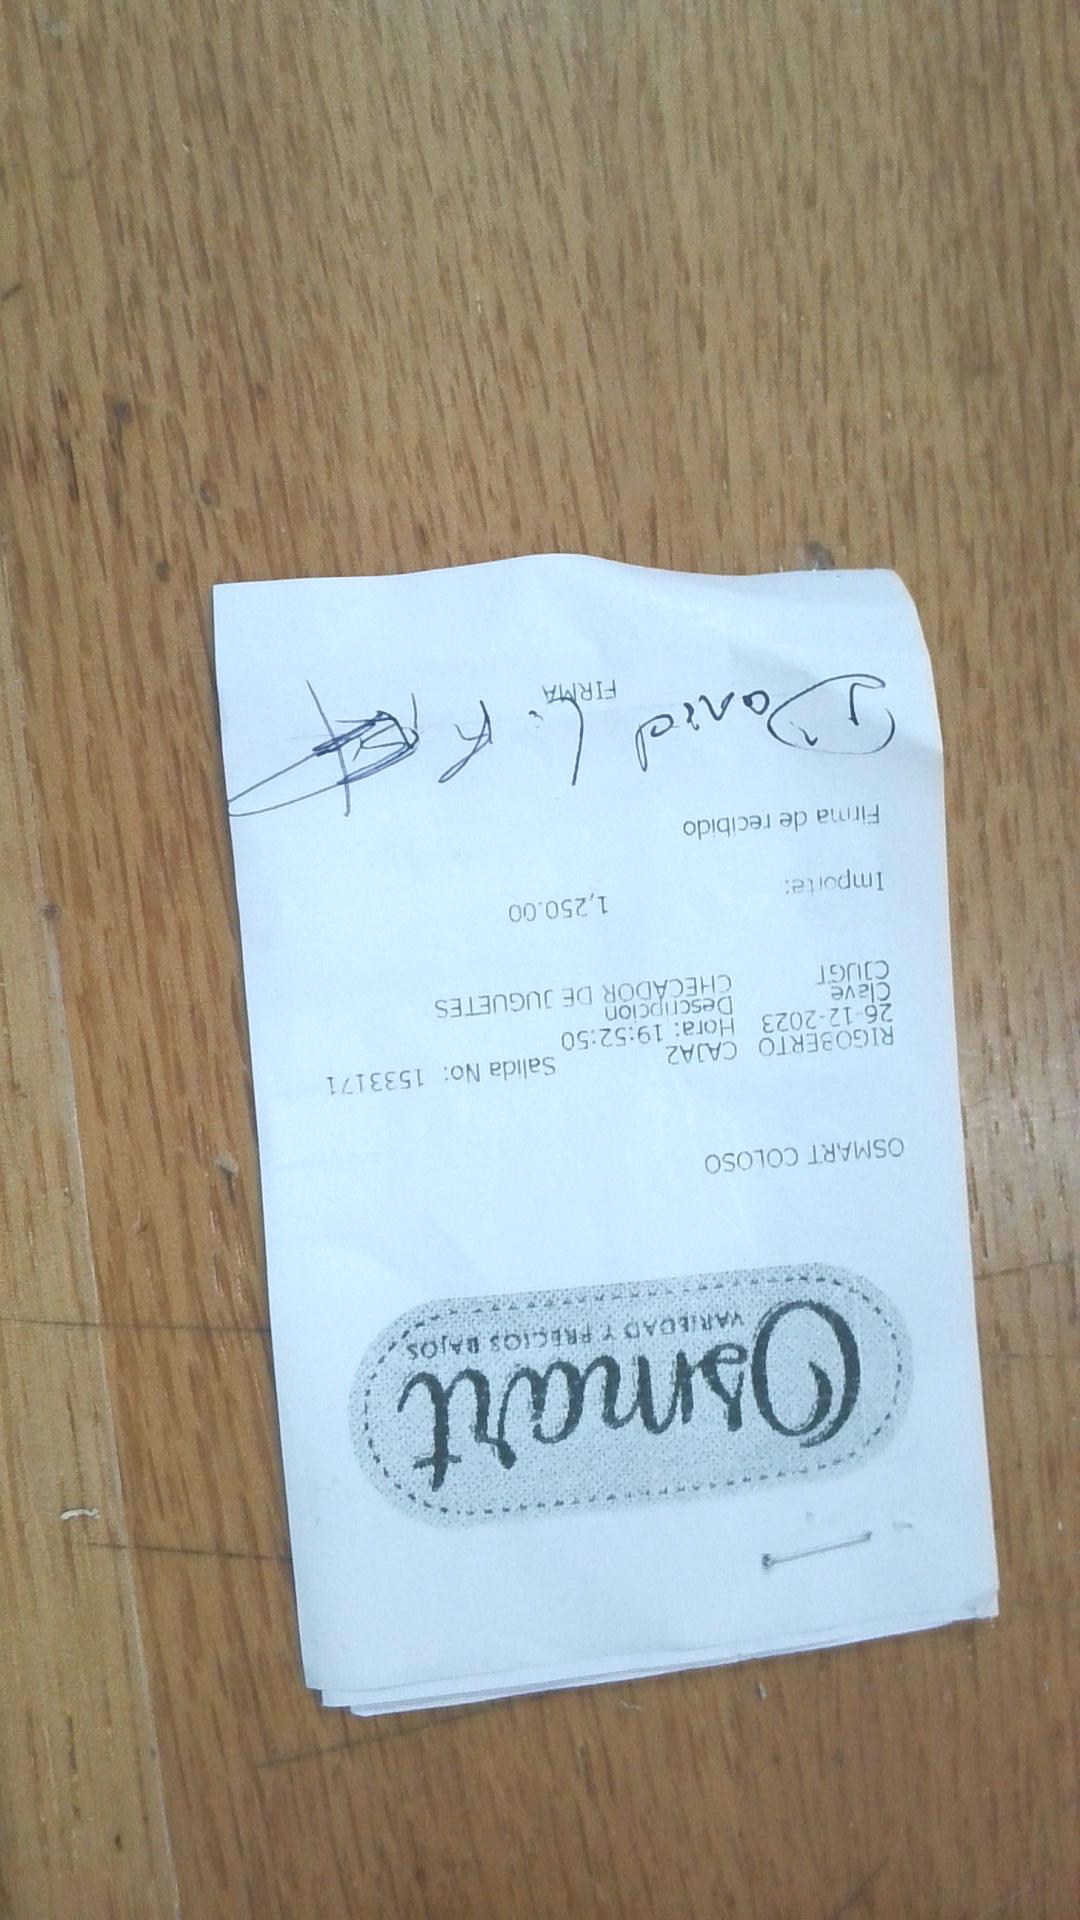 Osmart
VARIEDAD Y PRECIOS BAJOS
OSMART COLOSO
Salida No: 1533171
RIGOBERTO CAJA2
26-12-2023 Hora: 19:52:50
Clave Descripcion
CJUGT CHECADOR DE JUGUETES
Importe: 1,250.00
Firma de recibido
David L. R
FIRMA